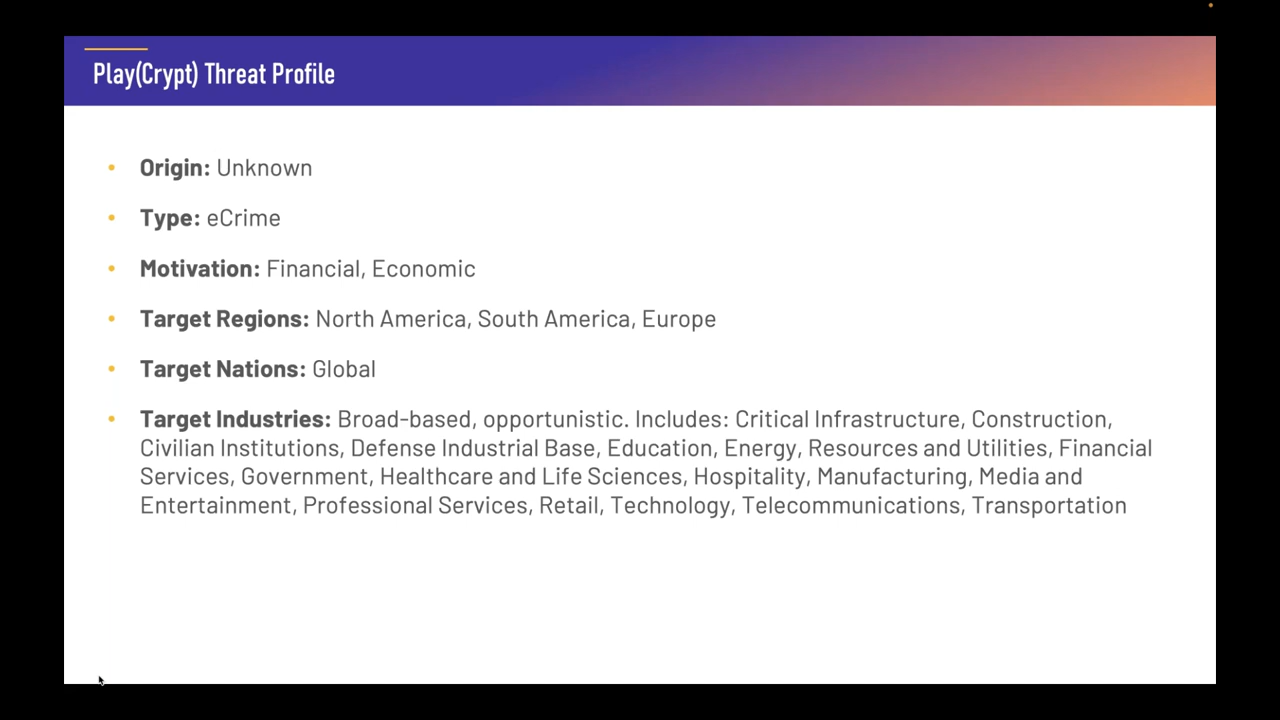 Play(Crypt) Threat Profile
• Origin: Unknown
• Type: eCrime
• Motivation: Financial, Economic
• Target Regions: North America, South America, Europe
• Target Nations: Global
• Target Industries: Broad-based, opportunistic. Includes: Critical Infrastructure, Construction,
Civilian Institutions, Defense Industrial Base, Education, Energy, Resources and Utilities, Financial
Services, Government, Healthcare and Life Sciences, Hospitality, Manufacturing, Media and
Entertainment, Professional Services, Retail, Technology, Telecommunications, Transportation